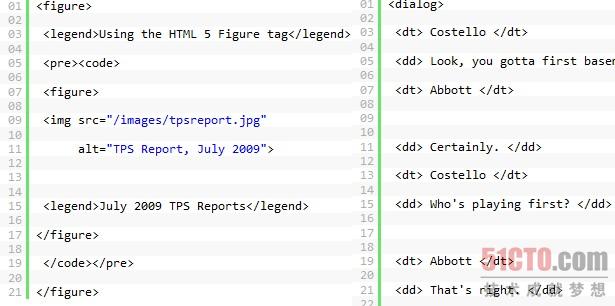 01 <figure>
02
03 <legend>Using the HTML 5 Figure tag</legend>
04
05 <pre><code>
06
07 <figure>
08
09 <img src="/images/tpsreport.jpg"
10
11 alt="TPS Report, July 2009">
12
13
14
15 <legend>July 2009 TPS Reports</legend>
16
17 </figure>
18
19 </code></pre>
20
21 </figure>
01 <dialog>
02
03 <dt> Costello </dt>
04
05 <dd> Look, you gotta first
06
07 <dt> Abbott </dt>
08
09
10
11 <dd> Certainly. </dd>
12
13 <dt> Costello </dt>
14
15 <dd> Who's playing first? </dd>
16
17
18
19 <dt> Abbott </dt>
20
21 <dd> That's right. </dd>
22
51CTO.com
技术成就梦想